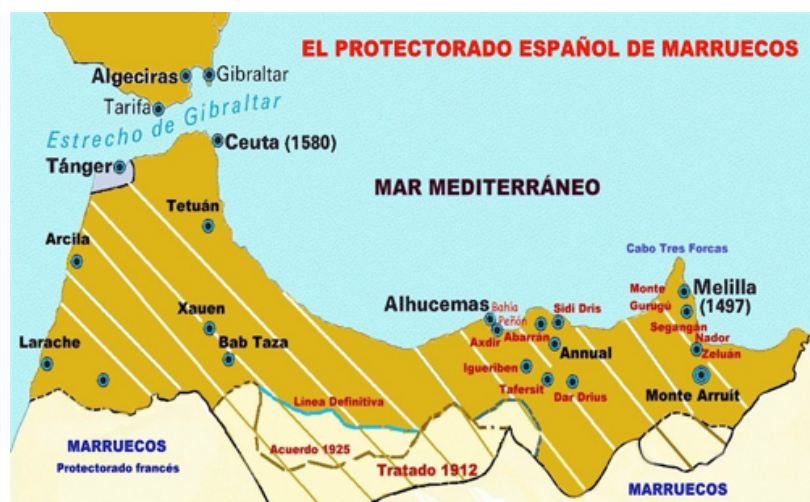 EL PROTECTORADO ESPAÑOL DE MARRUECOS
Algeciras
Gibraltar
Tarifa
Estrecho de Gibraltar
Ceuta (1580)
Tánger
MAR MEDITERRÁNEO
Tetuán
Arcila
Cabo Tres Forcas
Melilla
(1497)
Monte
Gurugú
Alhucemas
Bahía
Peñón
Sidi Dris
Axdir
Abarrán
Segangán
Nador
Zeluán
Xauen
Bab Taza
Annual
Larache
Igueriben
Tafersit
Dar Drius
Monte Arruit
Línea Definitiva
MARRUECOS
Protectorado francés
Acuerdo 1925
Tratado 1912
MARRUECOS